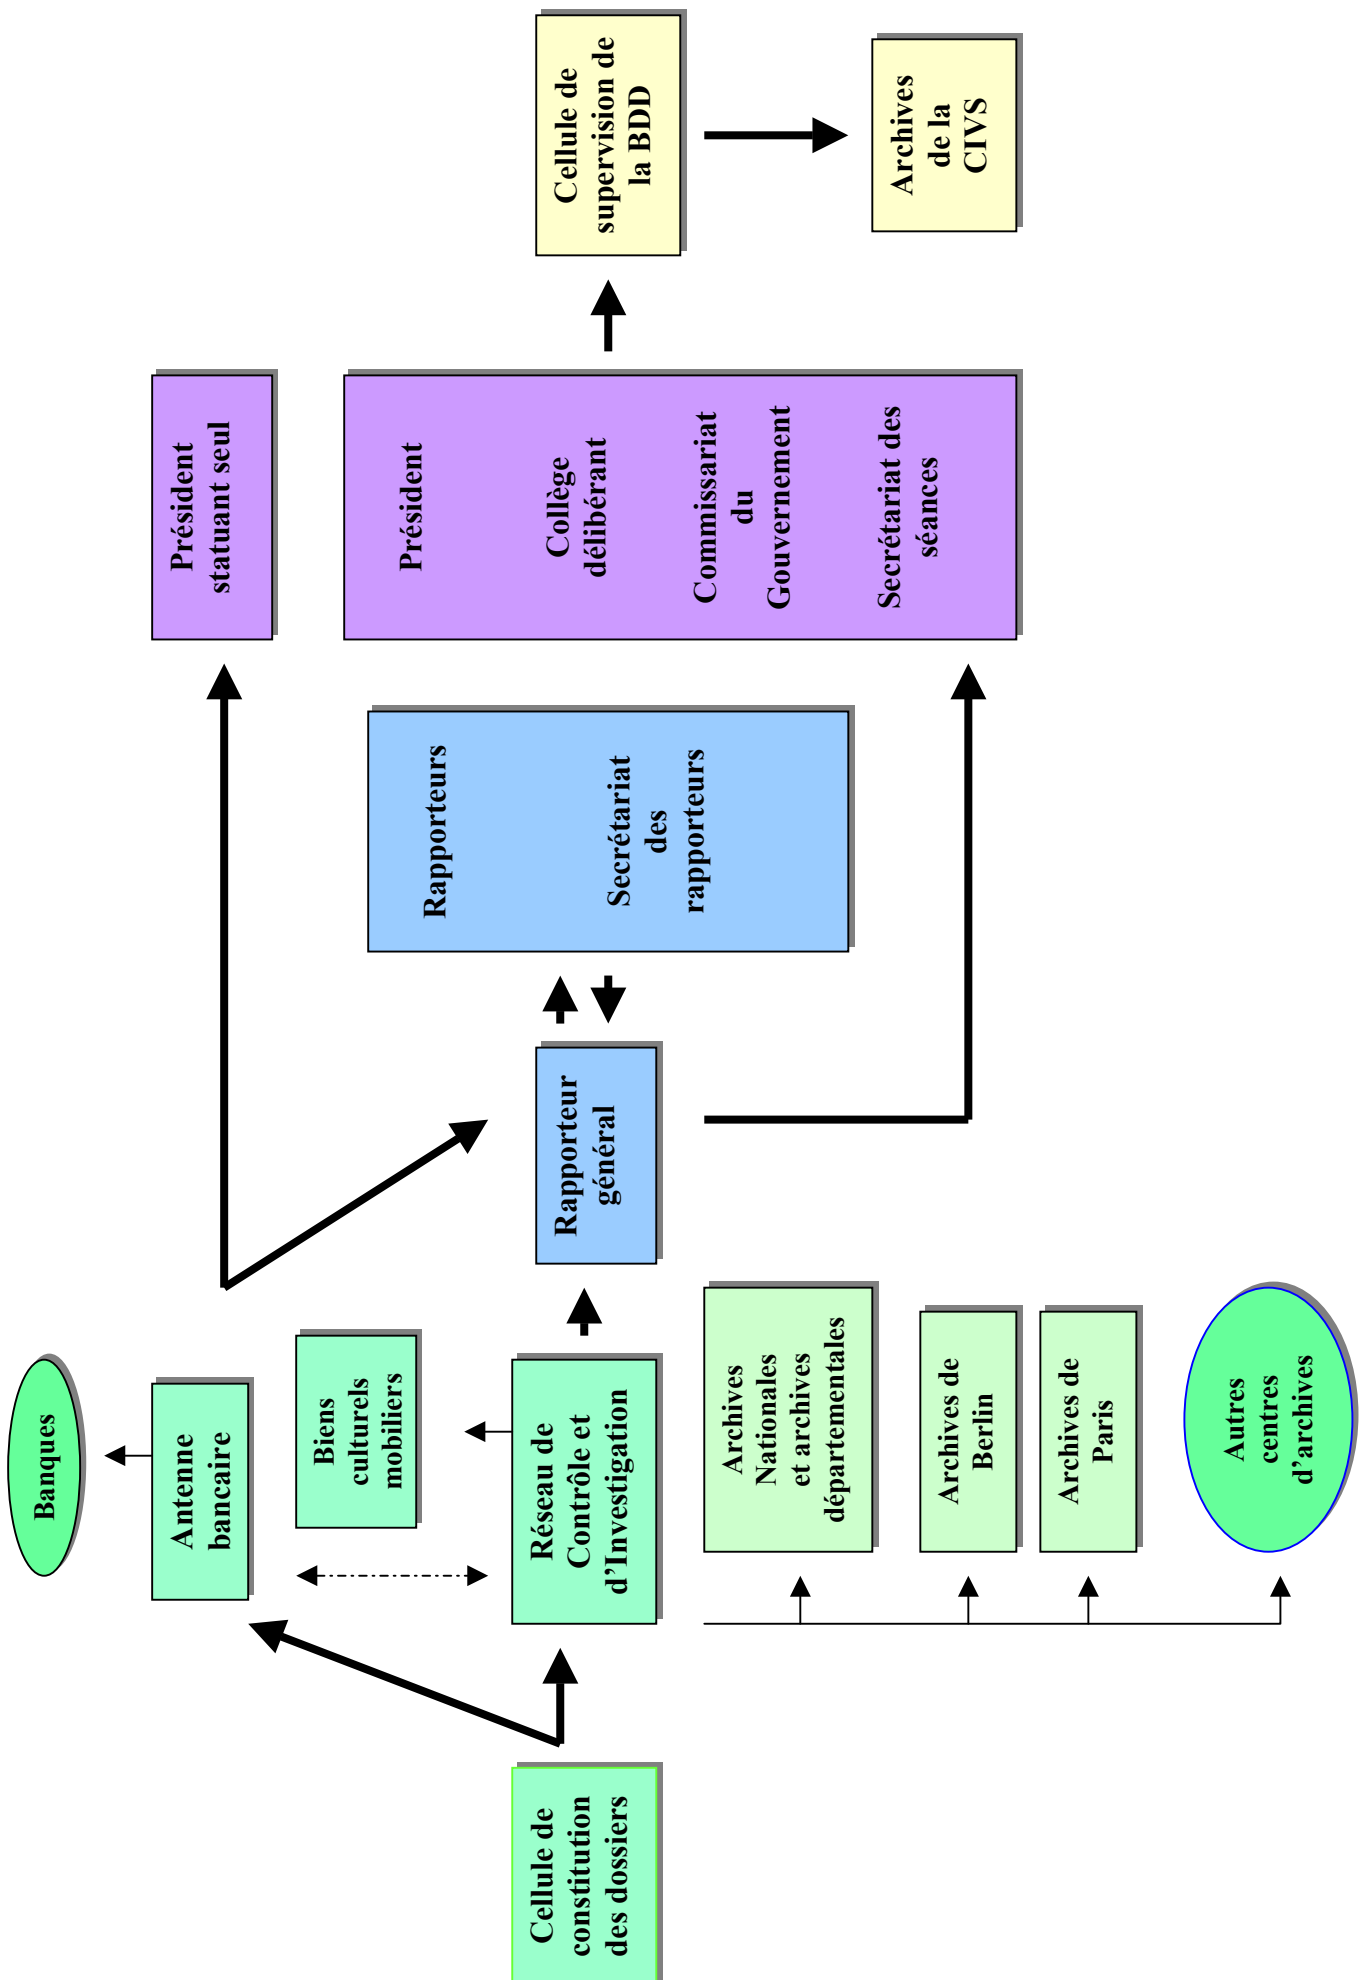 Cellule de
constitution
des dossiers
Banques
Antenne
bancaire
Biens
culturels
mobiliers
Réseau de
Contrôle et
d'Investigation
Archives
Nationales
et archives
départementales
Archives de
Berlin
Archives de
Paris
Autres
centres
d'archives
Rapporteur
général
Rapporteurs
Secrétariat
des
rapporteurs
Président
statuant seul
Président
Collège
délibérant
Commissariat
du
Gouvernement
Secrétariat des
séances
Cellule de
supervision de
la BDD
Archives
de la
CIVS